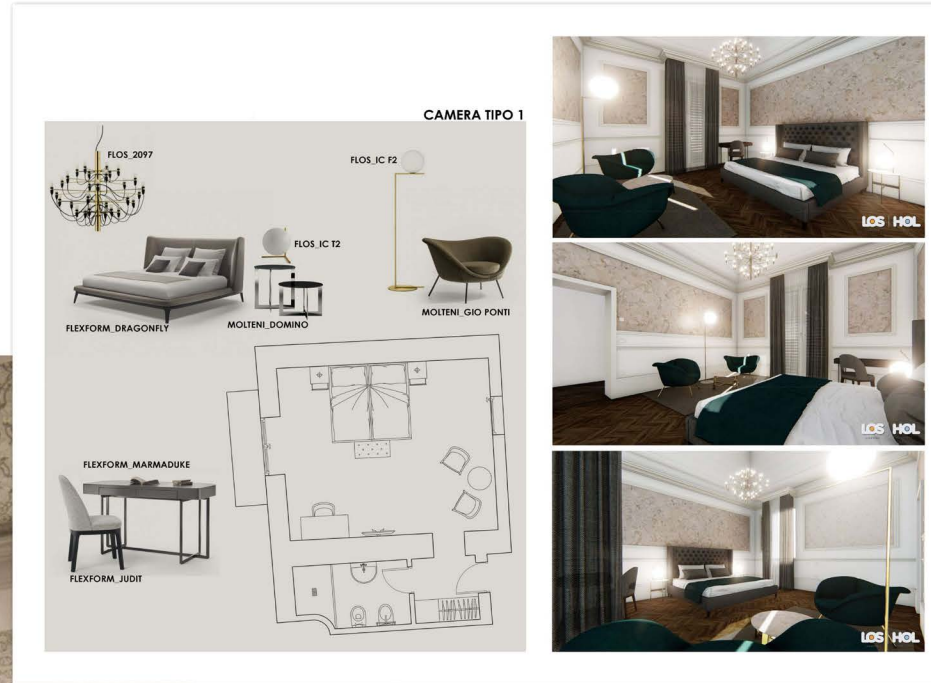 CAMERA TIPO 1
FLOS_2097
FLOS_IC F2
FLOS_IC T2
FLEXFORM_DRAGONFLY
MOLTENI_DOMINO
MOLTENI_GIO PONTI
FLEXFORM_MARMADUKE
FLEXFORM_JUDIT
LOS HOL
LOS HOL
LOS HOL